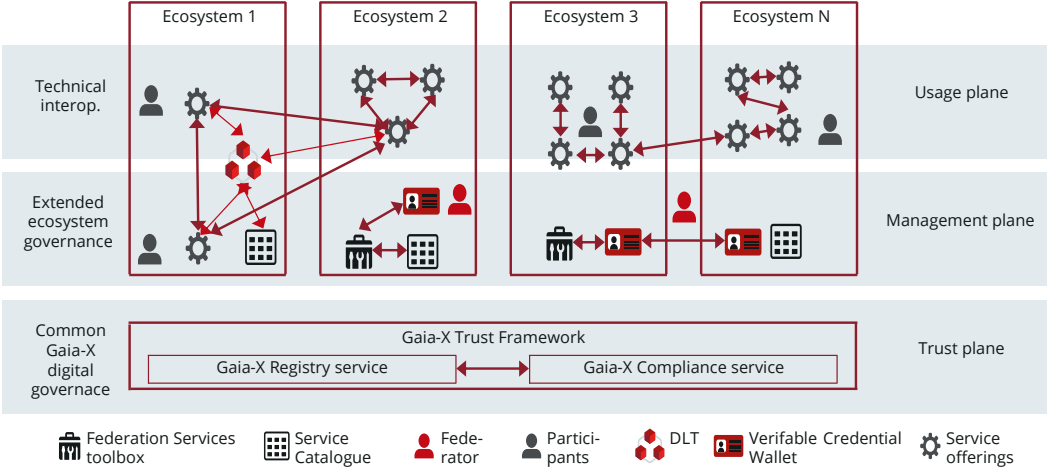 Ecosystem 1
Ecosystem 2
Ecosystem 3
Ecosystem N
Technical
interop.
Usage plane
Extended
ecosystem
governance
Management plane
Common
Gaia-X
digital
governace
Gaia-X Trust Framework
Gaia-X Registry service
Gaia-X Compliance service
Trust plane
Federation Services
toolbox
Service
Catalogue
Fede-
rator
Partici-
pants
DLT
Verifable Credential
Wallet
Service
offerings